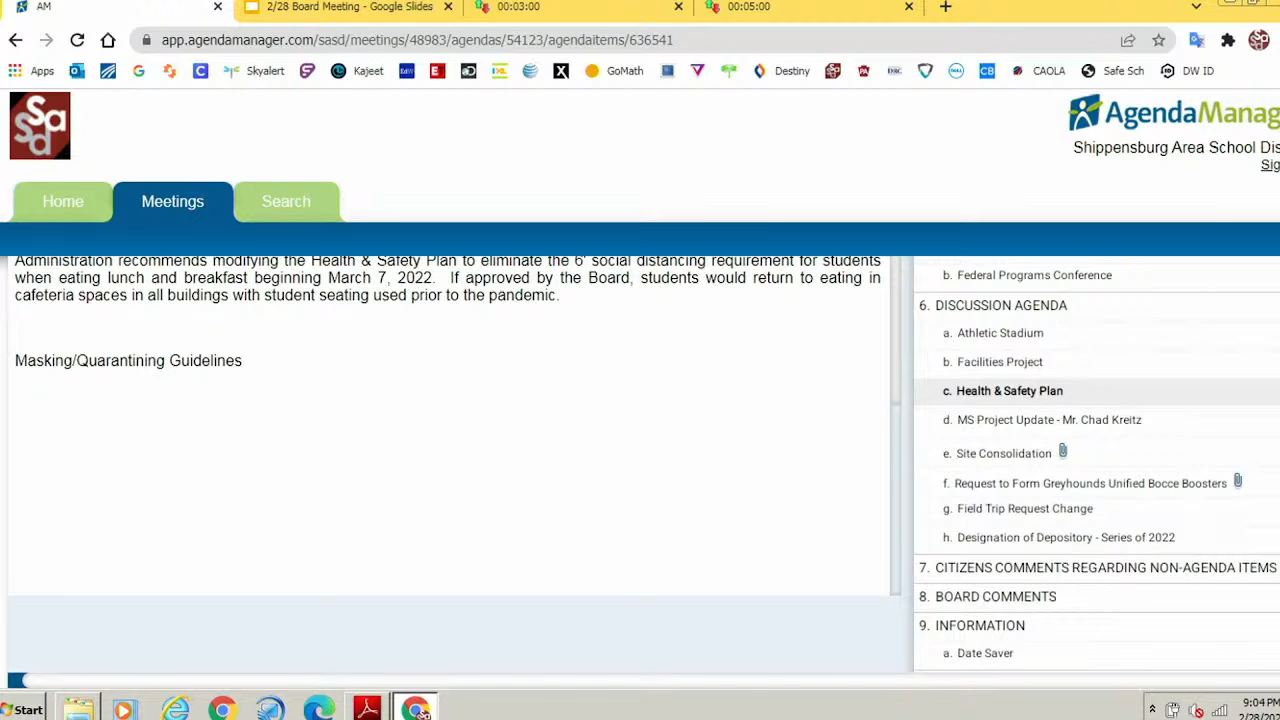 AM
2/28 Board Meeting - Google Slides
00:03:00
00:05:00
app.agendamanager.com/sasd/meetings/48983/agendas/54123/agendaitems/636541
Apps
Skyalert
Kajeet
GoMath
Destiny
CAOLA
Safe Sch
DW ID
Sa
sd
AgendaManag
Shippensburg Area School Dis
Sig
Home
Meetings
Search
Administration recommends modifying the Health & Safety Plan to eliminate the 6' social distancing requirement for students
when eating lunch and breakfast beginning March 7, 2022. If approved by the Board, students would return to eating in
cafeteria spaces in all buildings with student seating used prior to the pandemic.
Masking/Quarantining Guidelines
b. Federal Programs Conference
6. DISCUSSION AGENDA
a. Athletic Stadium
b. Facilities Project
c. Health & Safety Plan
d. MS Project Update - Mr. Chad Kreitz
e. Site Consolidation
f. Request to Form Greyhounds Unified Bocce Boosters
g. Field Trip Request Change
h. Designation of Depository - Series of 2022
7. CITIZENS COMMENTS REGARDING NON-AGENDA ITEMS
8. BOARD COMMENTS
9. INFORMATION
a. Date Saver
Start
9:04 PM
2/28/20